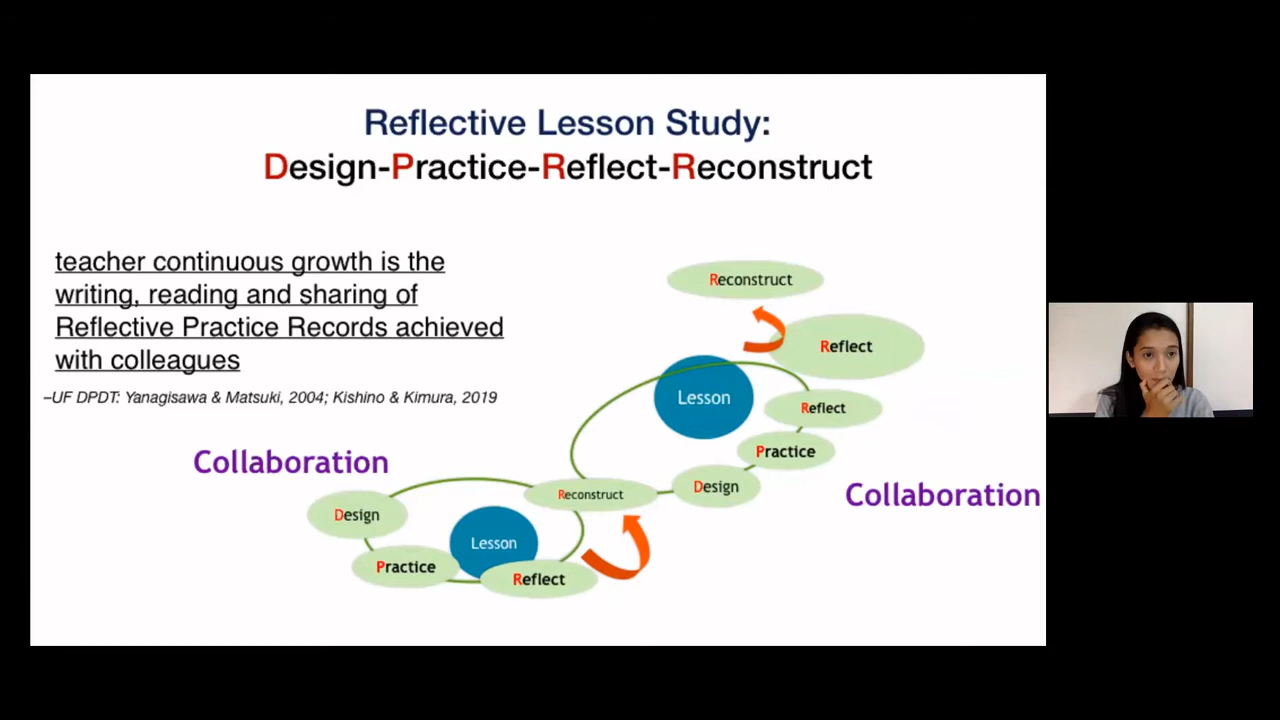 Reflective Lesson Study:
Design-Practice-Reflect-Reconstruct
teacher continuous growth is the
writing, reading and sharing of
Reflective Practice Records achieved
with colleagues
–UF DPDT: Yanagisawa & Matsuki, 2004; Kishino & Kimura, 2019
Reconstruct
Reflect
Lesson
Reflect
Practice
Collaboration
Design
Reconstruct
Collaboration
Design
Lesson
Practice
Reflect